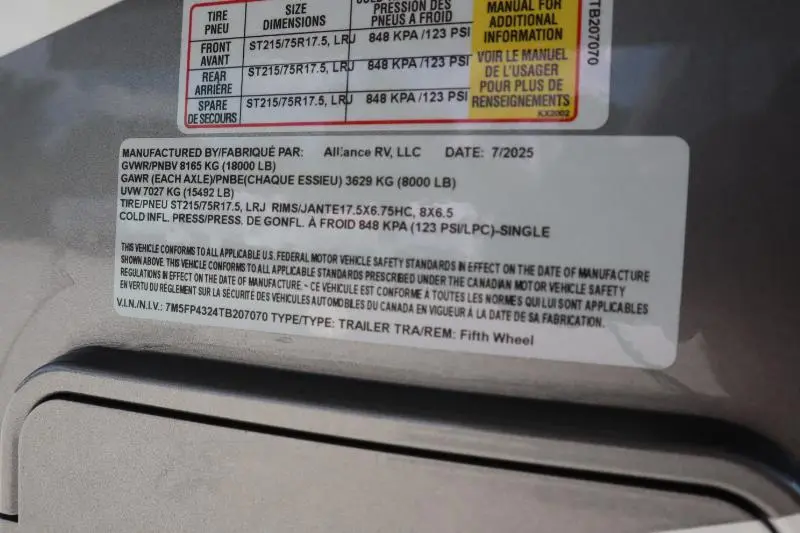 TIRE SIZE PRESSION DES MANUAL FOR
PNEU DIMENSIONS PNEUS A FROID ADDITIONAL
INFORMATION
FRONT
AVANT ST215/75R17.5, LRJ 848 KPA /123 PSI
VOIR LE MANUEL
REAR
ARRIÈRE ST215/75R17.5, LRJ 848 KPA /123 PSI
DE L'USAGER
POUR PLUS DE
SPARE
DE SECOURS ST215/75R17.5, LRJ 848 KPA /123 PSI
RENSEIGNEMENTS
KX2002
TB207070
MANUFACTURED BY/FABRIQUÉ PAR: Alliance RV, LLC DATE: 7/2025
GVWR/PNBV 8165 KG (18000 LB)
GAWR (EACH AXLE)/PNBE(CHAQUE ESSIEU) 3629 KG (8000 LB)
UVW 7027 KG (15492 LB)
TIRE/PNEU ST215/75R17.5, LRJ RIMS/JANTE17.5X6.75HC, 8X6.5
COLD INFL. PRESS/PRESS. DE GONFL. À FROID 848 KPA (123 PSI/LPC)-SINGLE
THIS VEHICLE CONFORMS TO ALL APPLICABLE U.S. FEDERAL MOTOR VEHICLE SAFETY STANDARDS IN EFFECT ON THE DATE OF MANUFACTURE
SHOWN ABOVE. THIS VEHICLE CONFORMS TO ALL APPLICABLE STANDARDS PRESCRIBED UNDER THE CANADIAN MOTOR VEHICLE SAFETY
REGULATIONS IN EFFECT ON THE DATE OF MANUFACTURE - CE VÉHICULE EST CONFORME À TOUTES LES NORMES QUI LUI SONT APPLICABLES
EN VERTU DU RÉGLEMENT SUR LA SÉCURITÉ DES VÉHICULES AUTOMOBILES DU CANADA EN VIGUEUR À LA DATE DE SA FABRICATION.
V.I.N./N.I.V.: 7M5FP4324TB207070 TYPE/TYPE: TRAILER TRA/REM: Fifth Wheel